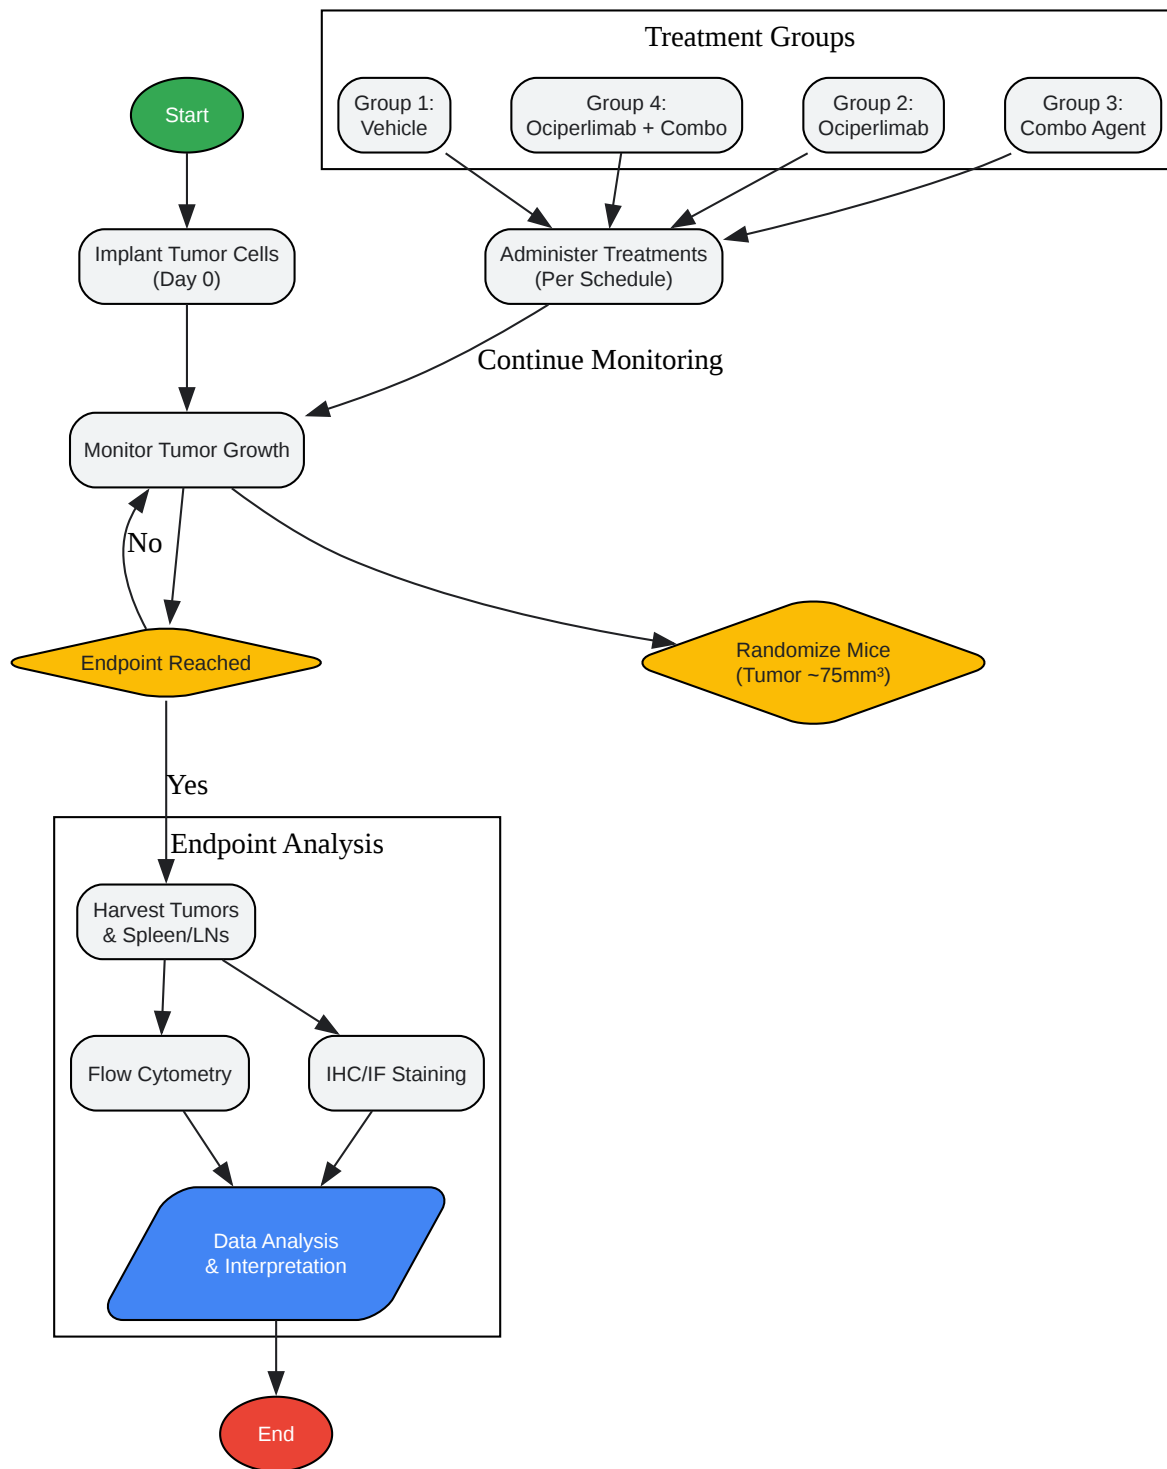 Treatment Groups
Start
Group 1:
Vehicle
Group 4:
Ociperlimab + Combo
Group 2:
Ociperlimab
Group 3:
Combo Agent
Implant Tumor Cells
(Day 0)
Administer Treatments
(Per Schedule)
Continue Monitoring
Monitor Tumor Growth
No
Endpoint Reached
Randomize Mice
(Tumor ~75mm³)
Yes
Endpoint Analysis
Harvest Tumors
& Spleen/LNs
Flow Cytometry
IHC/IF Staining
Data Analysis
& Interpretation
End